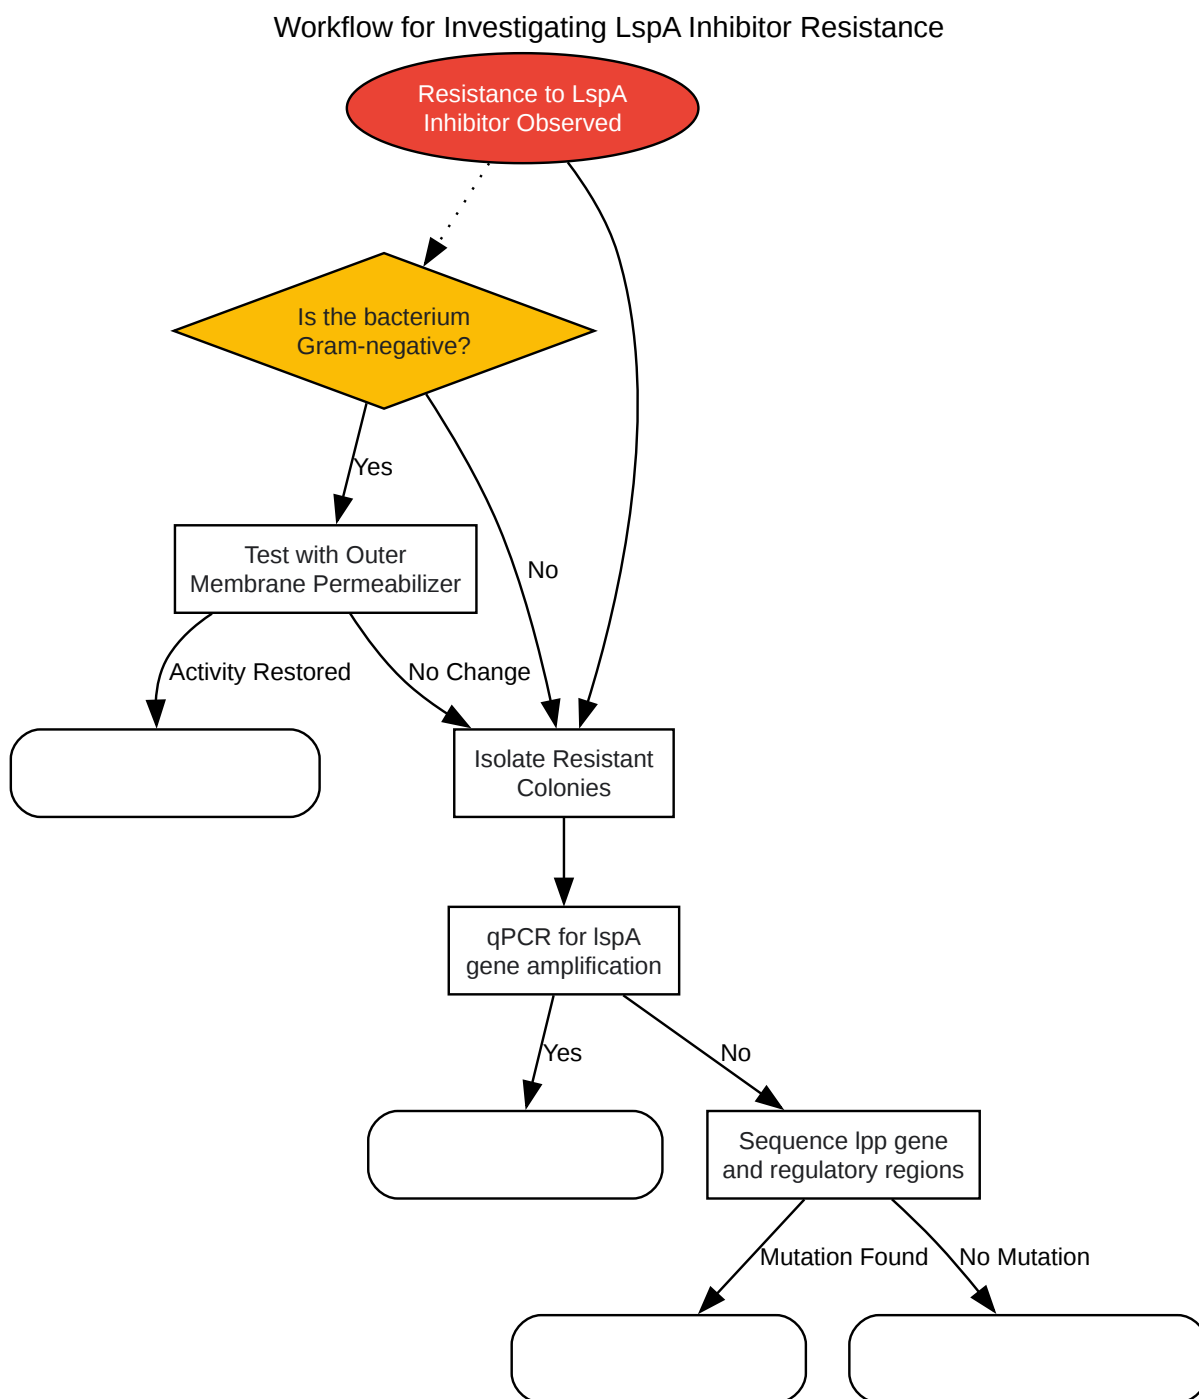 Workflow for Investigating LspA Inhibitor Resistance
Resistance to LspA
Inhibitor Observed
Is the bacterium
Gram-negative?
Yes
Test with Outer
Membrane Permeabilizer
No
Activity Restored
No Change
Isolate Resistant
Colonies
qPCR for lspA
gene amplification
Yes
No
Sequence lpp gene
and regulatory regions
Mutation Found
No Mutation